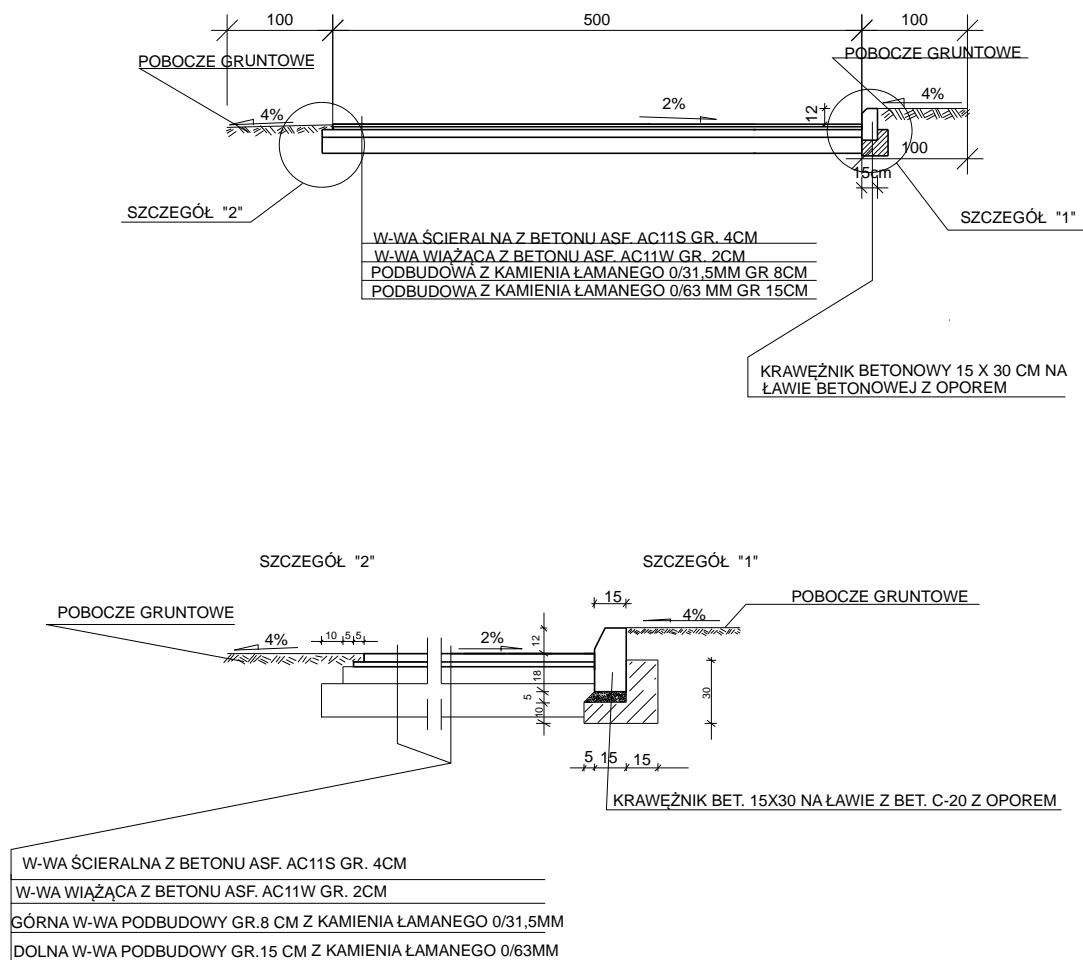 100 500 100
POBOCZE GRUNTOWE
POBOCZE GRUNTOWE
4% 2% 12 4%
100
15cm
SZCZEGÓŁ "2"
SZCZEGÓŁ "1"
W-WA ŚCIERALNA Z BETONU ASF. AC11S GR. 4CM
W-WA WIĄŻĄCA Z BETONU ASF. AC11W GR. 2CM
PODBUDOWA Z KAMIENIA ŁAMANEGO 0/31,5MM GR 8CM
PODBUDOWA Z KAMIENIA ŁAMANEGO 0/63 MM GR 15CM
KRAWĘŻNIK BETONOWY 15 X 30 CM NA
ŁAWIE BETONOWEJ Z OPOREM
SZCZEGÓŁ "2"
SZCZEGÓŁ "1"
POBOCZE GRUNTOWE
15
POBOCZE GRUNTOWE
4%
4% 10 5 5 2% 12
18
5
10
30
5 15 15
KRAWĘŻNIK BET. 15X30 NA ŁAWIE Z BET. C-20 Z OPOREM
W-WA ŚCIERALNA Z BETONU ASF. AC11S GR. 4CM
W-WA WIĄŻĄCA Z BETONU ASF. AC11W GR. 2CM
GÓRNA W-WA PODBUDOWY GR.8 CM Z KAMIENIA ŁAMANEGO 0/31,5MM
DOLNA W-WA PODBUDOWY GR.15 CM Z KAMIENIA ŁAMANEGO 0/63MM